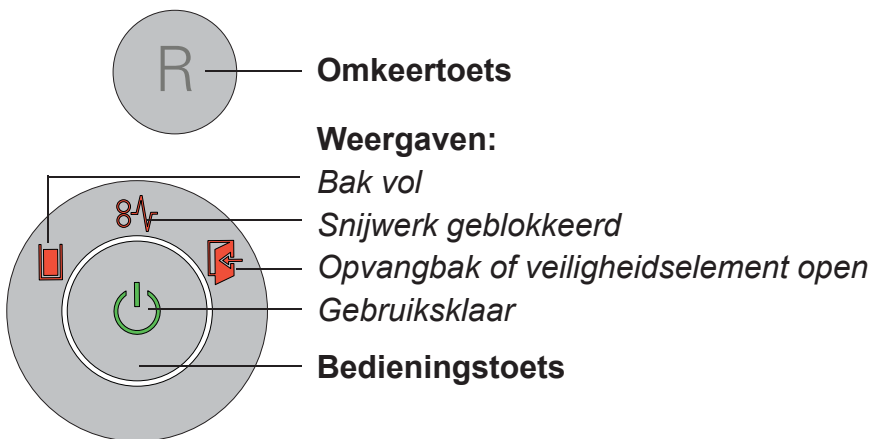 R
Omkeertoets
Weergaven:
Bak vol
Snijwerk geblokkeerd
Opvangbak of veiligheidselement open
Gebruiksklaar
Bedieningstoets